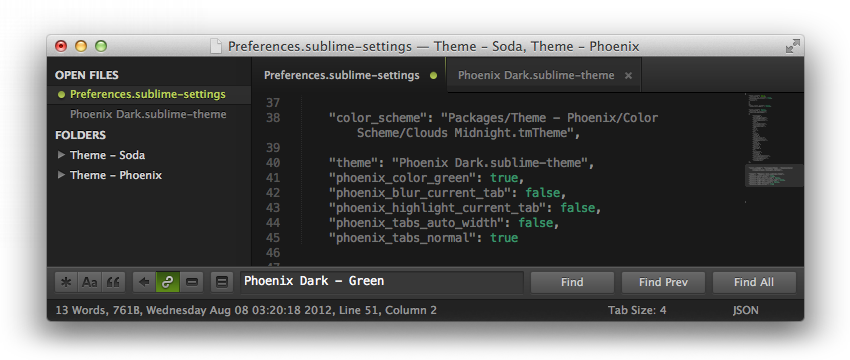 Preferences.sublime-settings — Theme - Soda, Theme - Phoenix
OPEN FILES
Preferences.sublime-settings
Phoenix Dark.sublime-theme
FOLDERS
Theme - Soda
Theme - Phoenix
Preferences.sublime-settings
Phoenix Dark.sublime-theme
37
38 "color_scheme": "Packages/Theme - Phoenix/Color
Scheme/Clouds Midnight.tmTheme",
39
40 "theme": "Phoenix Dark.sublime-theme",
41 "phoenix_color_green": true,
42 "phoenix_blur_current_tab": false,
43 "phoenix_highlight_current_tab": false,
44 "phoenix_tabs_auto_width": false,
45 "phoenix_tabs_normal": true
46
47
Aa
Phoenix Dark - Green
Find
Find Prev
Find All
13 Words, 761B, Wednesday Aug 08 03:20:18 2012, Line 51, Column 2
Tab Size: 4
JSON